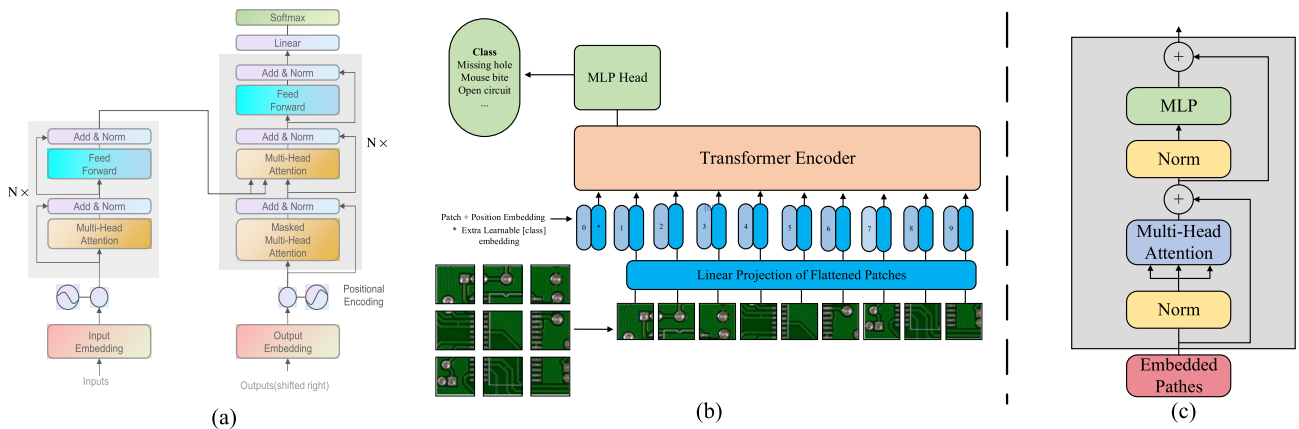 Softmax
Linear
Add & Norm
Feed
Forward
Add & Norm
Multi-Head
Attention
N×
Add & Norm
Masked
Multi-Head
Attention
Add & Norm
Feed
Forward
N×
Add & Norm
Multi-Head
Attention
Positional
Encoding
Input
Embedding
Output
Embedding
Inputs
Outputs(shifted right)
(a)
Class
Missing hole
Mouse bite
Open circuit
...
MLP Head
Transformer Encoder
Patch + Position Embedding
* Extra Learnable [class]
embedding
0 * 1 2 3 4 5 6 7 8 9
Linear Projection of Flattened Patches
(b)
+
MLP
Norm
+
Multi-Head
Attention
Norm
Embedded
Pathes
(c)